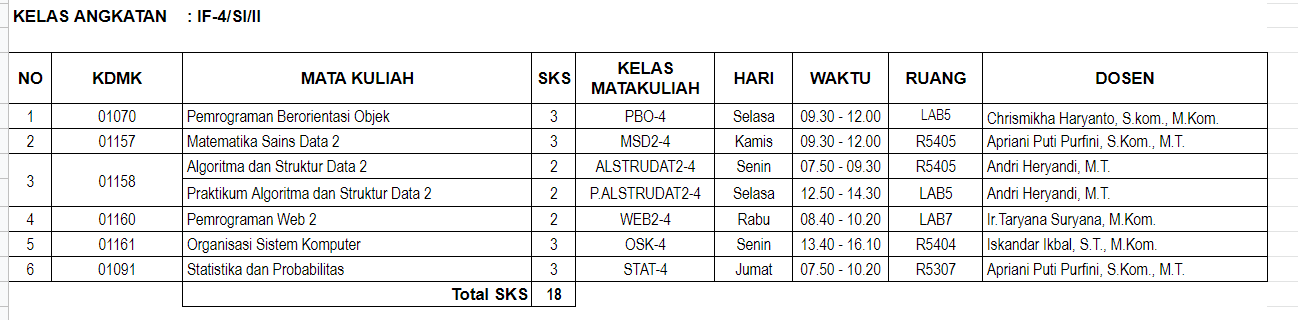 KELAS ANGKATAN : IF-4/SI/II
NO KDMK MATA KULIAH SKS KELAS MATAKULIAH HARI WAKTU RUANG DOSEN
1 01070 Pemrograman Berorientasi Objek 3 PBO-4 Selasa 09.30 - 12.00 LAB5 Chrismikha Haryanto, S.kom., M.Kom.
2 01157 Matematika Sains Data 2 3 MSD2-4 Kamis 09.30 - 12.00 R5405 Apriani Puti Purfini, S.Kom., M.T.
3 01158 Algoritma dan Struktur Data 2 2 ALSTRUDAT2-4 Senin 07.50 - 09.30 R5405 Andri Heryandi, M.T.
Praktikum Algoritma dan Struktur Data 2 2 P.ALSTRUDAT2-4 Selasa 12.50 - 14.30 LAB5 Andri Heryandi, M.T.
4 01160 Pemrograman Web 2 2 WEB2-4 Rabu 08.40 - 10.20 LAB7 Ir.Taryana Suryana, M.Kom.
5 01161 Organisasi Sistem Komputer 3 OSK-4 Senin 13.40 - 16.10 R5404 Iskandar Ikbal, S.T., M.Kom.
6 01091 Statistika dan Probabilitas 3 STAT-4 Jumat 07.50 - 10.20 R5307 Apriani Puti Purfini, S.Kom., M.T.
Total SKS 18